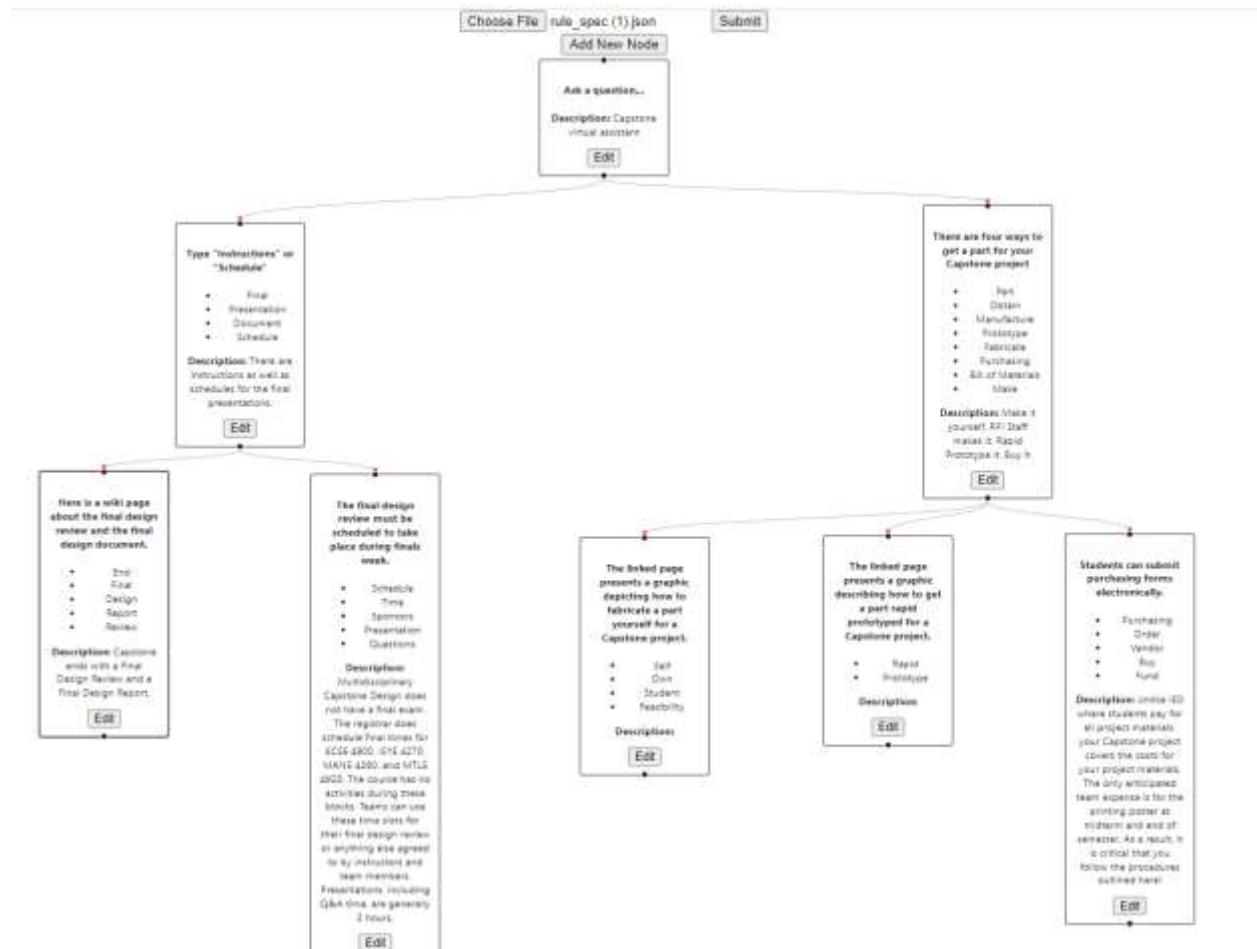 Choose File rule_spec (1).json Submit
Add New Node
Ask a question...
Description: Capstone
virtual assistant
Edit
Type "Instructions" or
"Schedule"
Final
Presentation
Document
Schedule
Description: There are
instructions as well as
schedules for the final
presentations.
Edit
There are four ways to
get a part for your
Capstone project
Part
Obtain
Manufacture
Prototype
Fabricate
Purchasing
Bill of Materials
Make
Description: Make it
yourself, Staff
makes it, Rapid
Prototype it, Buy it
Edit
Here is a wiki page
about the final design
review and the final
design document.
End
Final
Design
Report
Review
Description: Capstone
ends with a Final
Design Review and a
Final Design Report.
Edit
The final design
review must be
scheduled to take
place during finals
week.
Schedule
Time
Sponsors
Presentation
Questions
Description:
Multidisciplinary
Capstone Design does
not have a final exam.
The registrar does
schedule final times for
MANE
The course has no
activities during these
blocks. Teams can use
these time slots for
their final design review
or anything else agreed
to by instructors and
team members.
Presentations, including
Q&A time, are generally
2 hours.
Edit
The linked page
presents a graphic
depicting how to
fabricate a part
yourself for a
Capstone project.
Self
Own
Student
Feasibility
Description:
Edit
The linked page
presents a graphic
describing how to get
a part rapid
prototyped for a
Capstone project.
Rapid
Prototype
Description:
Edit
Students can submit
purchasing forms
electronically.
Purchasing
Order
Vendor
Buy
Fund
Description: Unlike IED
where students pay for
all project materials
your Capstone project
covers the costs for
your project materials.
The only anticipated
team expense is for the
printing poster at
midterm and end of
semester. As a result, it
is critical that you
follow the procedures
outlined here!
Edit